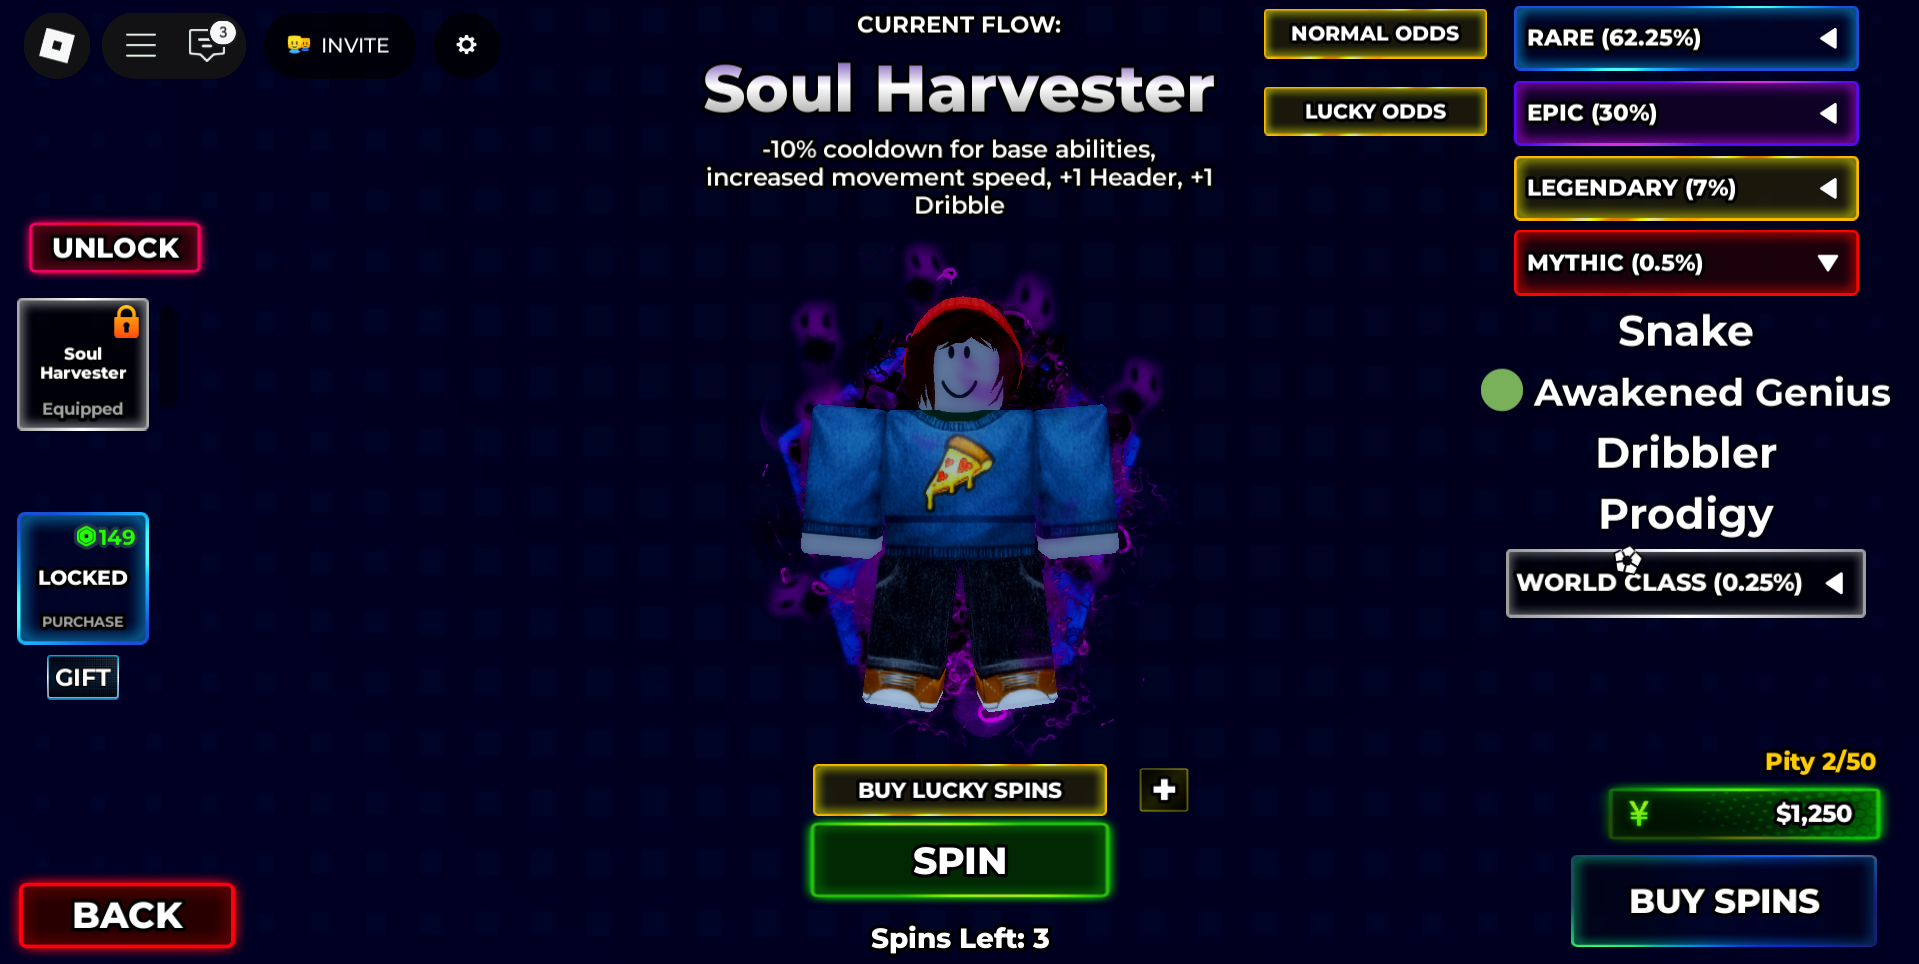 3
INVITE
CURRENT FLOW:
Soul Harvester
-10% cooldown for base abilities,
increased movement speed, +1 Header, +1
Dribble
NORMAL ODDS
LUCKY ODDS
RARE (62.25%)
EPIC (30%)
LEGENDARY (7%)
MYTHIC (0.5%)
Snake
Awakened Genius
Dribbler
Prodigy
WORLD CLASS (0.25%)
UNLOCK
Soul
Harvester
Equipped
149
LOCKED
PURCHASE
GIFT
BACK
BUY LUCKY SPINS
+
SPIN
Spins Left: 3
Pity 2/50
¥ $1,250
BUY SPINS